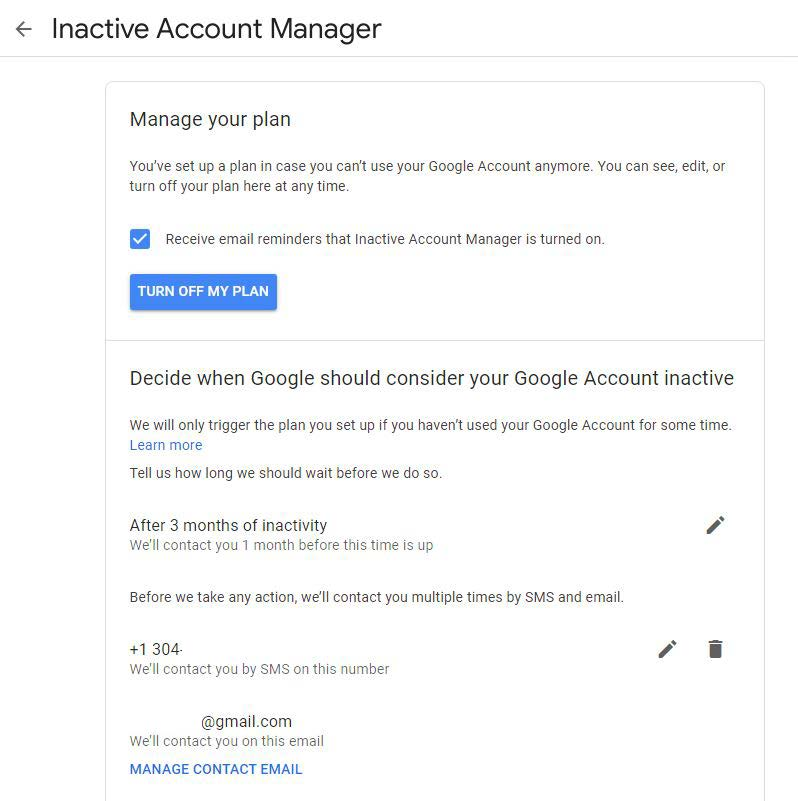 Inactive Account Manager
Manage your plan
You've set up a plan in case you can't use your Google Account anymore. You can see, edit, or
turn off your plan here at any time.
Receive email reminders that Inactive Account Manager is turned on.
TURN OFF MY PLAN
Decide when Google should consider your Google Account inactive
We will only trigger the plan you set up if you haven't used your Google Account for some time.
Learn more
Tell us how long we should wait before we do so.
After 3 months of inactivity
We'll contact you 1 month before this time is up
Before we take any action, we'll contact you multiple times by SMS and email.
+1 304-
We'll contact you by SMS on this number
@gmail.com
We'll contact you on this email
MANAGE CONTACT EMAIL